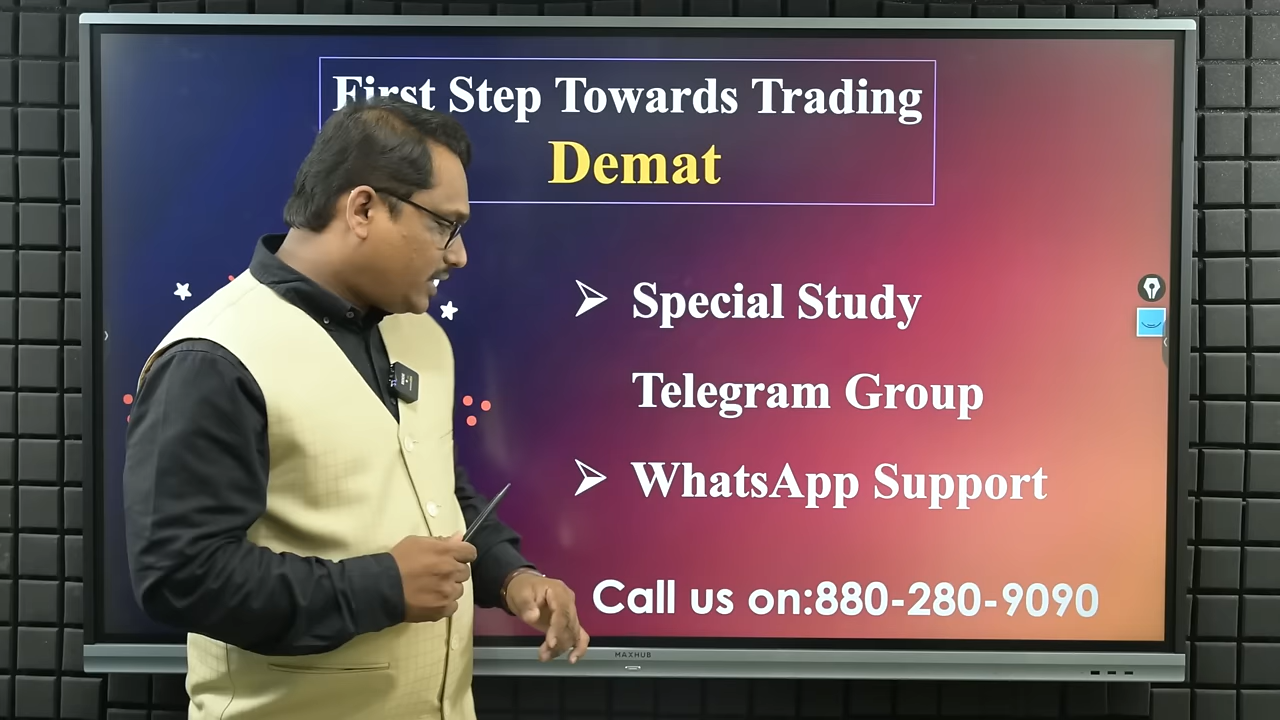 First Step Towards Trading
Demat
Special Study
Telegram Group
WhatsApp Support
Call us on:880-280-9090
MAXHUB